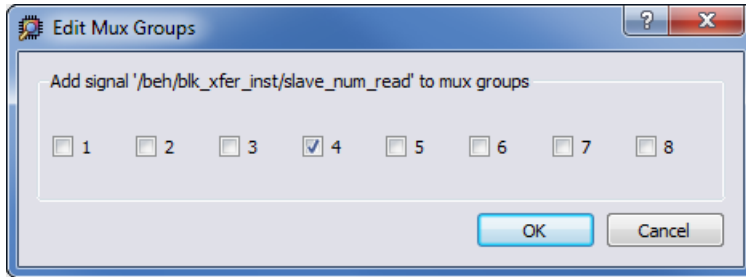 Edit Mux Groups
?
X
Add signal '/beh/blk_xfer_inst/slave_num_read' to mux groups
1 2 3 4 5 6 7 8
OK Cancel